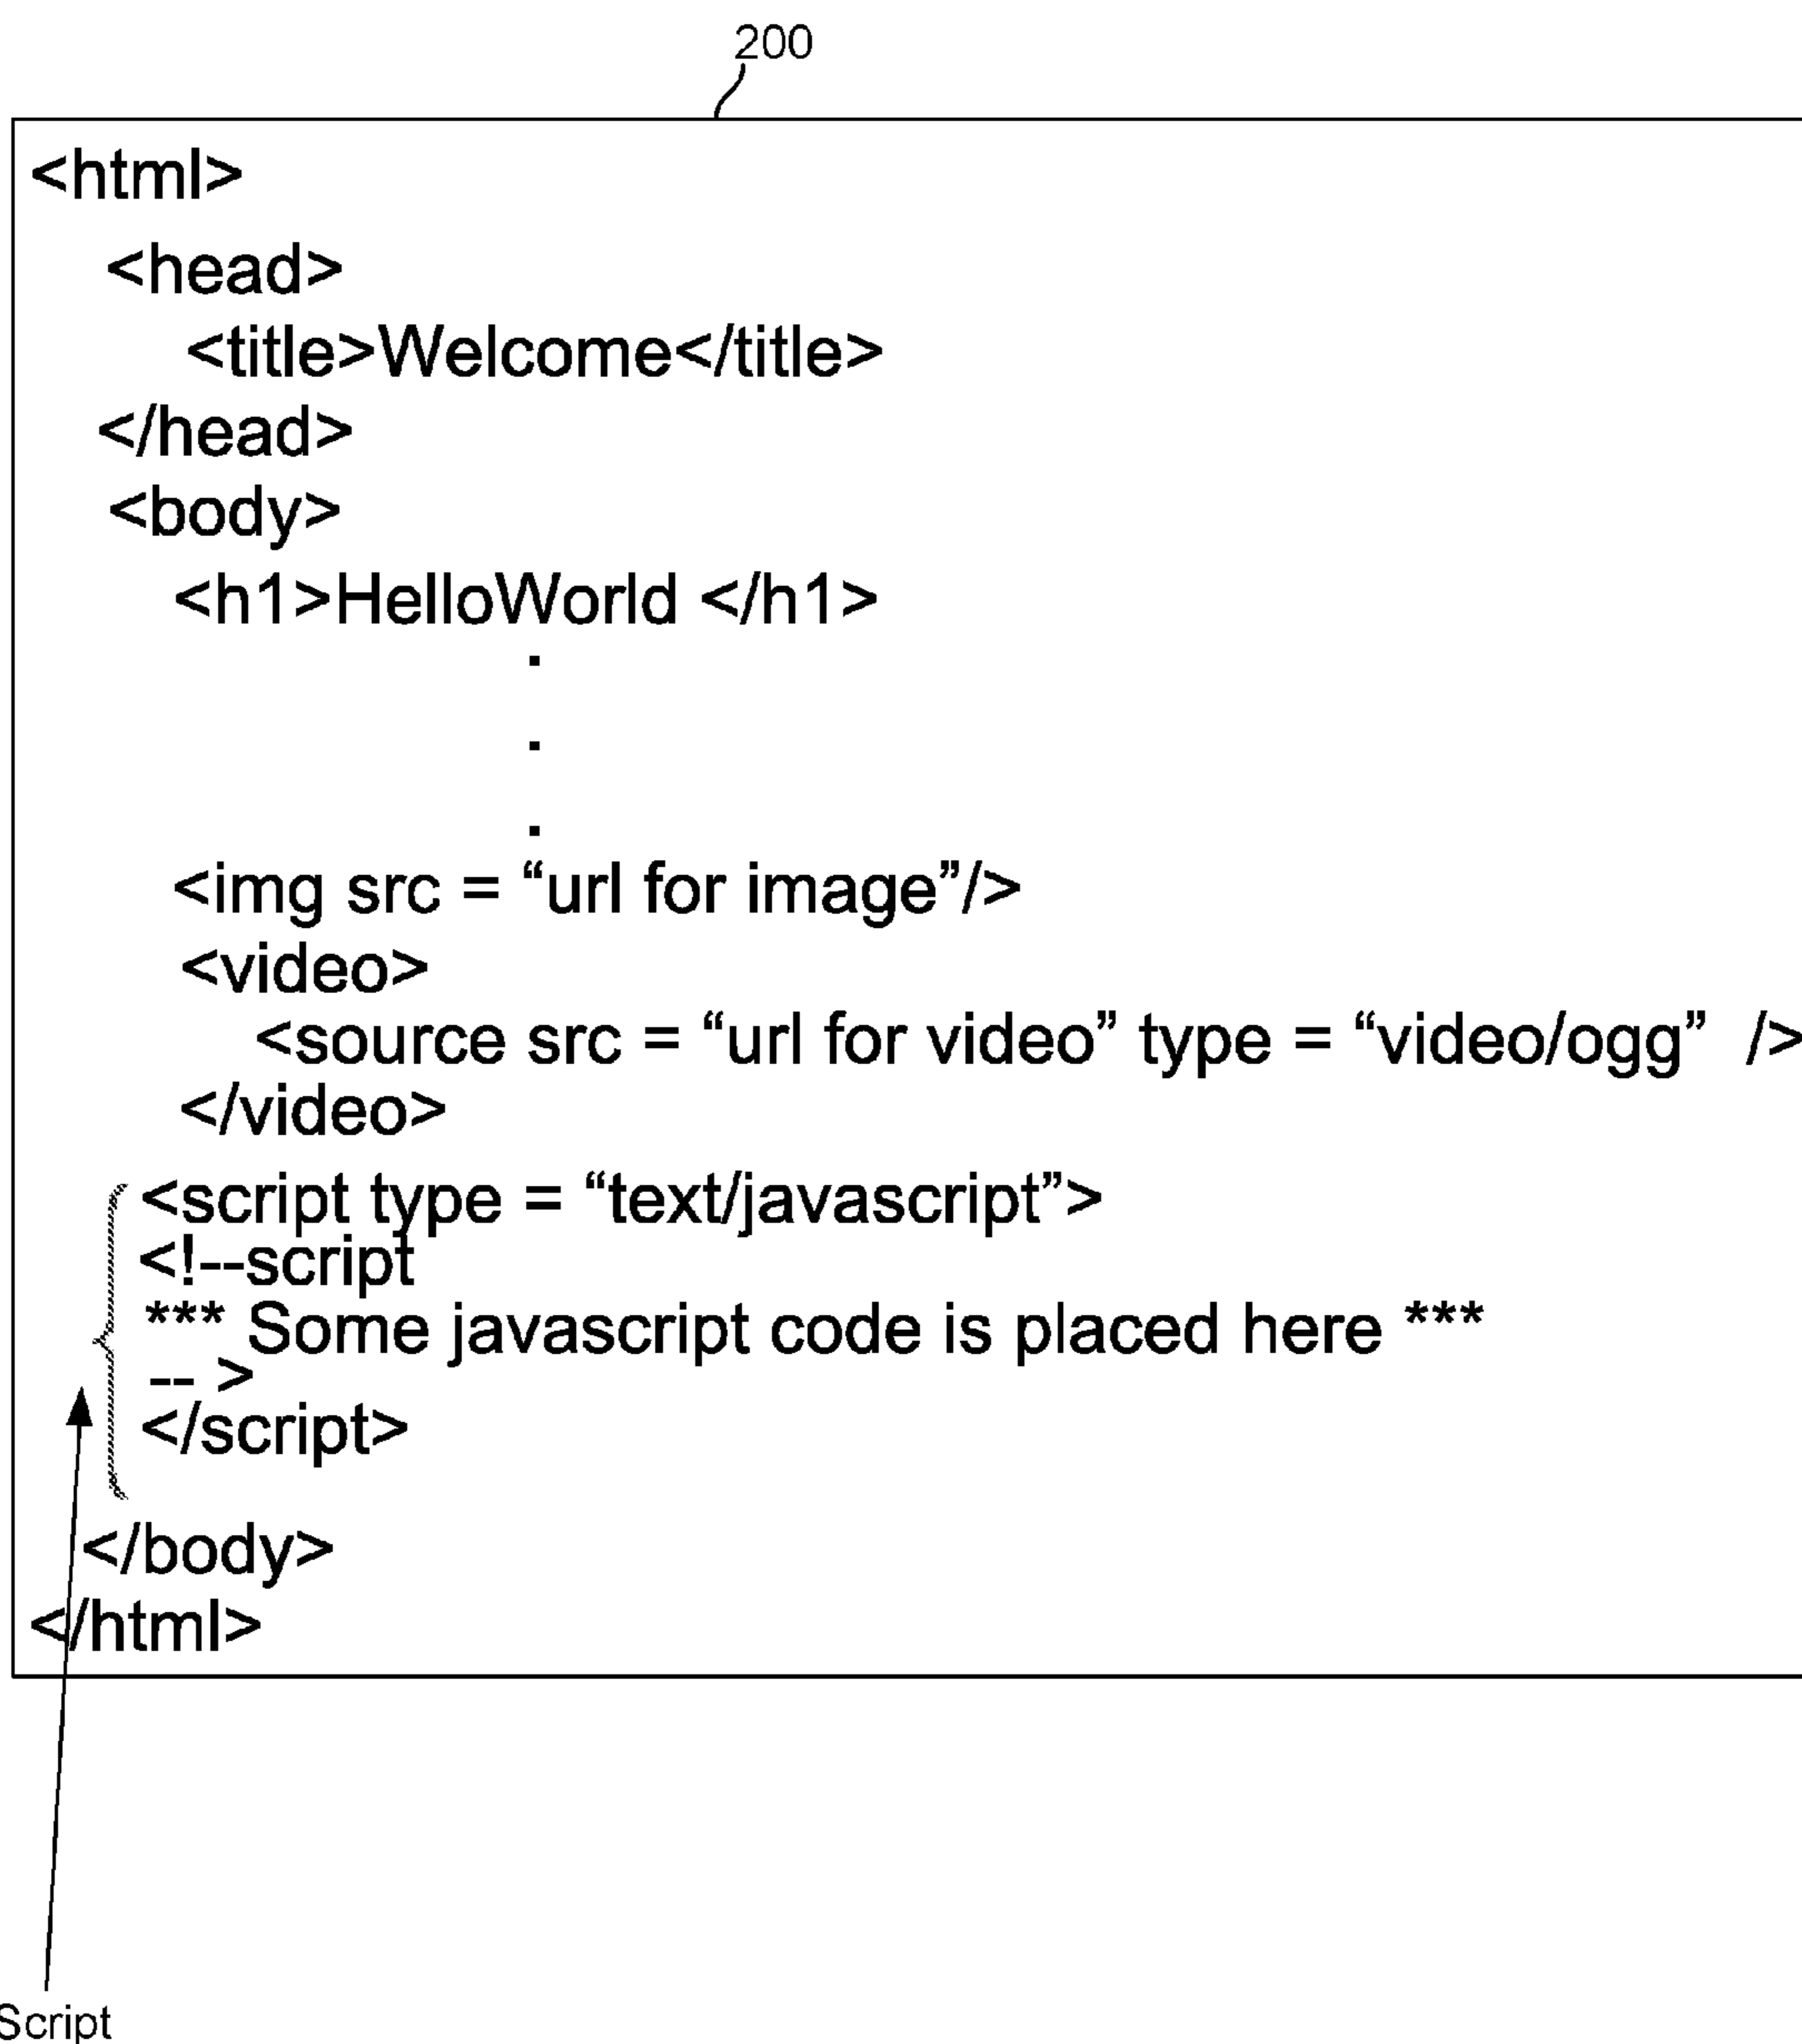 200
<html>
<head>
<title>Welcome</title>
</head>
<body>
<h1>HelloWorld </h1>
.
.
.
<img src = “url for image”/>
<video>
<source src = “url for video” type = “video/ogg” />
</video>
<script type = “text/javascript”>
<!--script
*** Some javascript code is placed here ***
-- >
</script>
</body>
</html>
Script